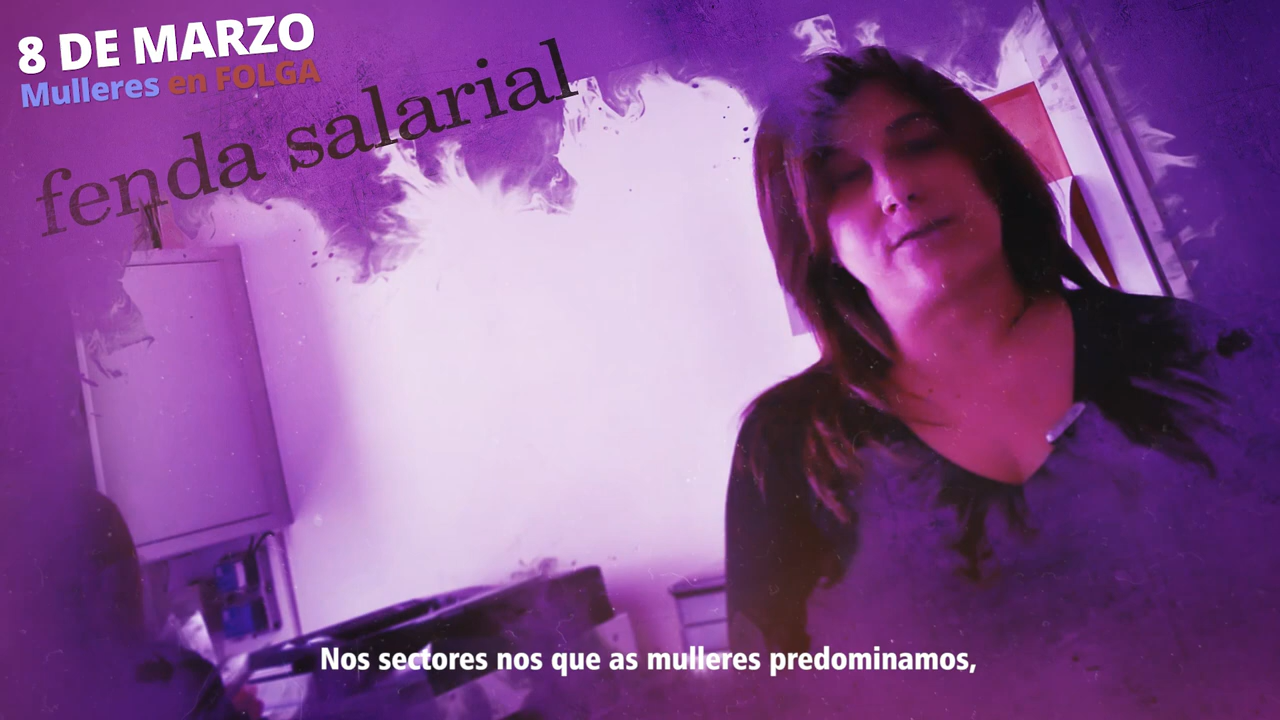 8 DE MARZO
Mulleres en FOLGA
fenda salarial
Nos sectores nos que as mulleres predominamos,